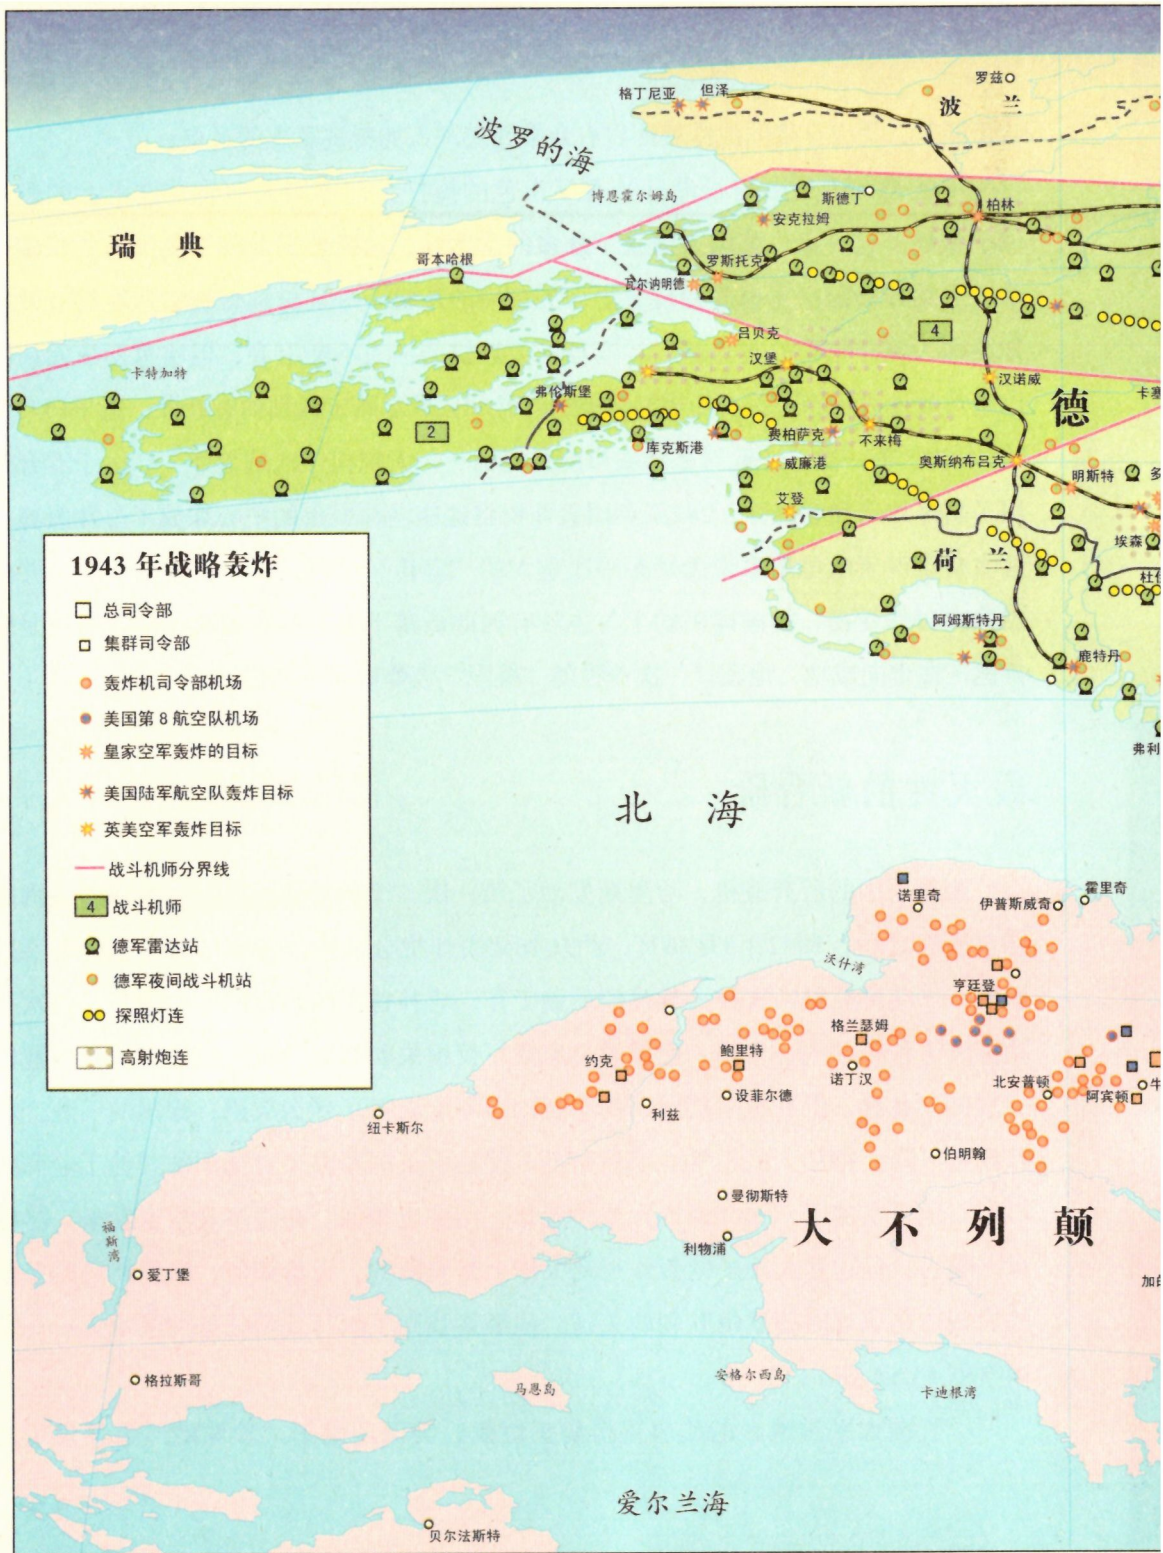 罗兹
格丁尼亚
但泽
波 兰
波罗的海
博恩霍尔姆岛
斯德丁
柏林
安克拉姆
瑞 典
哥本哈根
罗斯托克
瓦尔讷明德
4
吕贝克
汉堡
汉诺威
卡特加特
弗伦斯堡
德
卡塞
2
库克斯港
费柏萨克
不来梅
威廉港
奥斯纳布吕克
明斯特
多
艾登
埃森
荷 兰
杜住
阿姆斯特丹
鹿特丹
弗利
1943年战略轰炸
总司令部
集群司令部
轰炸机司令部机场
美国第8航空队机场
皇家空军轰炸的目标
美国陆军航空队轰炸目标
英美空军轰炸目标
战斗机师分界线
4 战斗机师
德军雷达站
德军夜间战斗机站
探照灯连
高射炮连
北 海
诺里奇
伊普斯威奇
霍里奇
沃什湾
亨廷登
格兰瑟姆
约克
鲍里特
诺丁汉
北安普顿
阿宾顿
牛
设菲尔德
利兹
纽卡斯尔
伯明翰
曼彻斯特
大不列颠
利物浦
福斯湾
爱丁堡
加的
格拉斯哥
马恩岛
安格尔西岛
卡迪根湾
爱尔兰海
贝尔法斯特